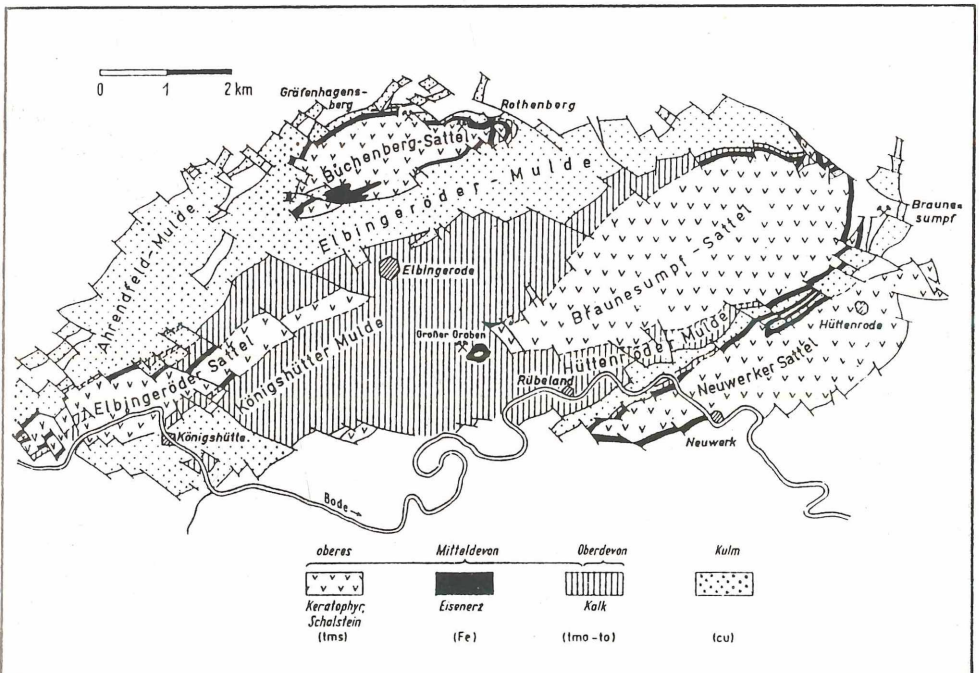 0 1 2 km
Gräfenhagens-
berg
Rothenberg
Büchenberg-Sattel
Elbingeröder-Mulde
Ahrendfeld-Mulde
Braune-
sumpf
Elbingerode
Braunesumpf-Sattel
Großer Graben
Hüttenrode
Hüttenröder Mulde
Elbingeröder Sattel
Königshütter Mulde
Rübeland
Neuwerker Sattel
Königshütte
Neuwerk
Bode
oberes Mitteldevon Oberdevon Kulm
Keratophyr, Eisenerz Kalk
Schalstein
(tms) (Fe) (tmo-to) (cu)